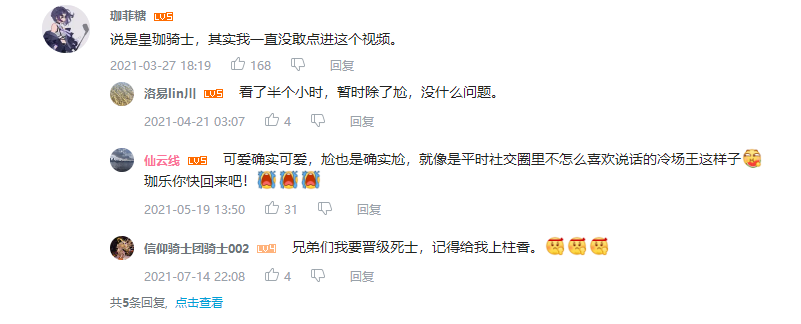 珈菲糖 LV5
说是皇珈骑士，其实我一直没敢点进这个视频。
2021-03-27 18:19 168 回复
洛易lin川 LV5 看了半个小时，暂时除了尬，没什么问题。
2021-04-21 03:07 4 回复
仙云线 LV5 可爱确实可爱，尬也是确实尬，就像是平时社交圈里不怎么喜欢说话的冷场王这样子
珈乐你快回来吧！
2021-05-19 13:50 31 回复
信仰骑士团骑士002 LV4 兄弟们我要晋级死士，记得给我上柱香。
2021-07-14 22:08 4 回复
共5条回复，点击查看